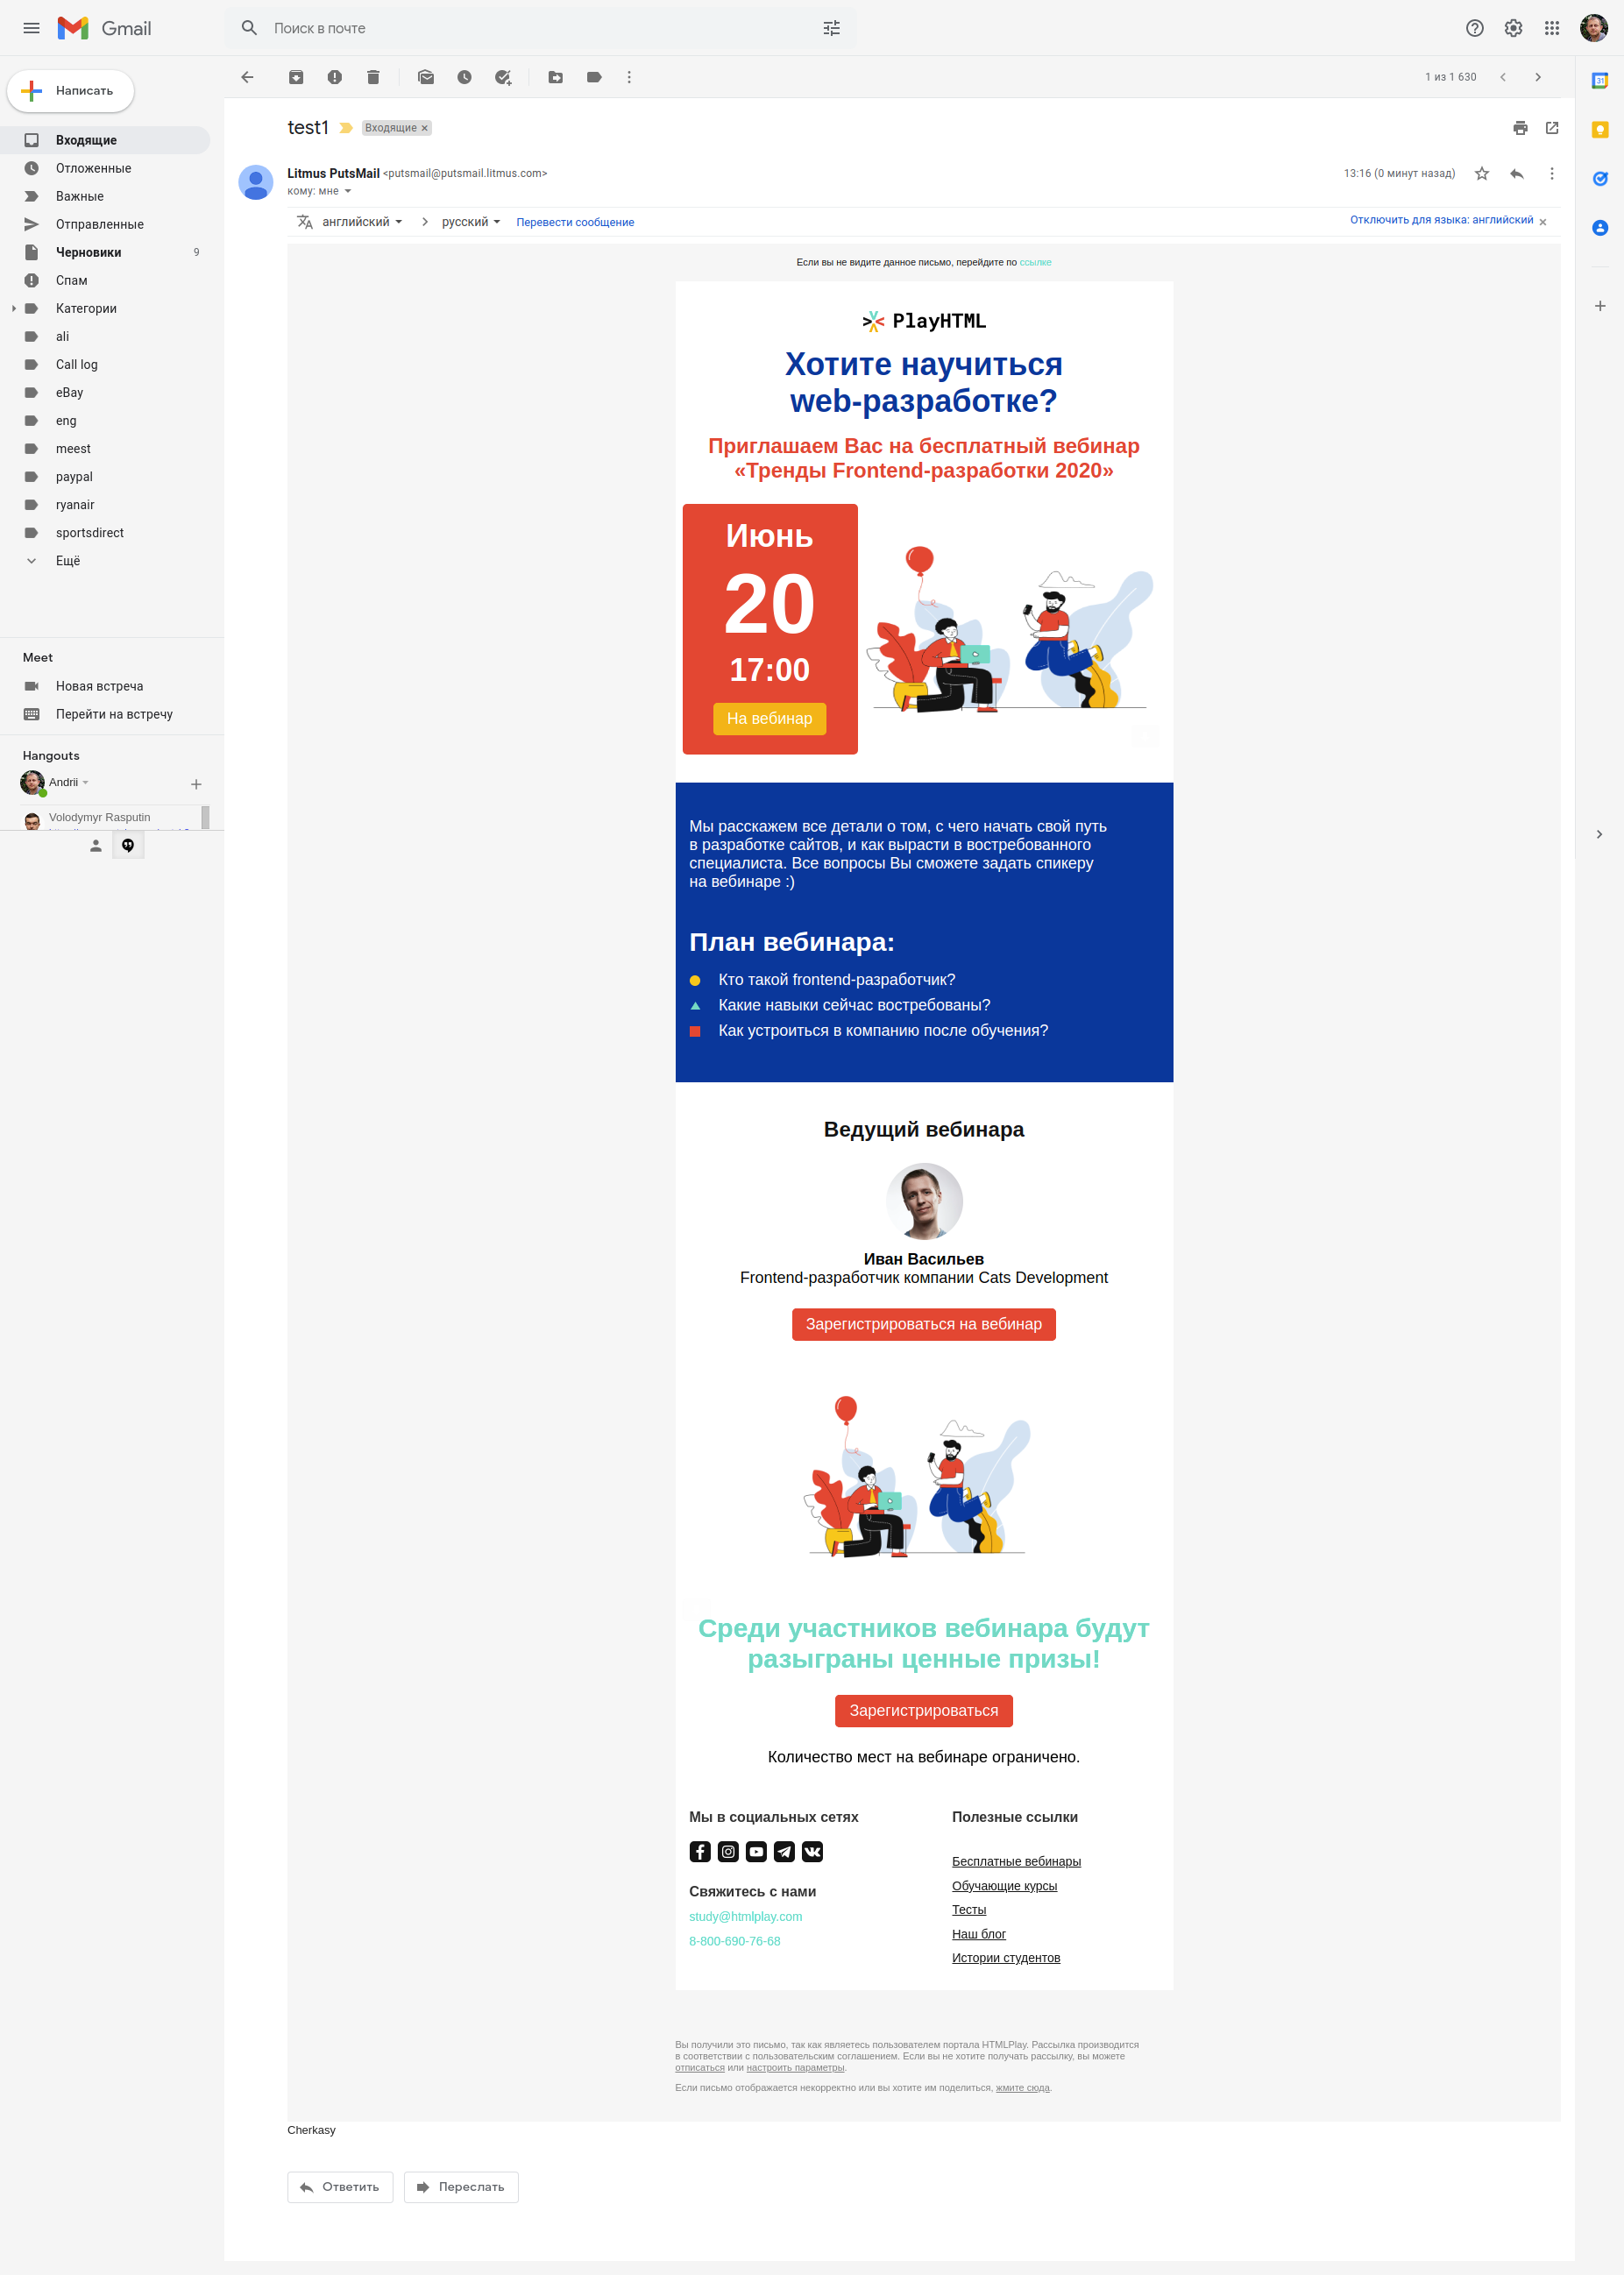 Gmail
Поиск в почте
Написать
1 из 1 630
Входящие
Отложенные
Важные
Отправленные
Черновики 9
Спам
Категории
ali
Call log
eBay
eng
meest
paypal
ryanair
sportsdirect
Ещё
Meet
Новая встреча
Перейти на встречу
Hangouts
Andrii
Volodymyr Rasputin
test1 Входящие ×
Litmus PutsMail <putsmail@putsmail.litmus.com>
13:16 (0 минут назад)
кому: мне
английский > русский Перевести сообщение
Отключить для языка: английский ×
31
Если вы не видите данное письмо, перейдите по ссылке
PlayHTML
Хотите научиться
web-разработке?
Приглашаем Вас на бесплатный вебинар
«Тренды Frontend-разработки 2020»
Июнь
20
17:00
На вебинар
Мы расскажем все детали о том, с чего начать свой путь
в разработке сайтов, и как вырасти в востребованного
специалиста. Все вопросы Вы сможете задать спикеру
на вебинаре :)
План вебинара:
Кто такой frontend-разработчик?
Какие навыки сейчас востребованы?
Как устроиться в компанию после обучения?
Ведущий вебинара
Иван Васильев
Frontend-разработчик компании Cats Development
Зарегистрироваться на вебинар
Среди участников вебинара будут
разыграны ценные призы!
Зарегистрироваться
Количество мест на вебинаре ограничено.
Мы в социальных сетях
Свяжитесь с нами
study@htmlplay.com
8-800-690-76-68
Полезные ссылки
Бесплатные вебинары
Обучающие курсы
Тесты
Наш блог
Истории студентов
Вы получили это письмо, так как являетесь пользователем портала HTMLPlay. Рассылка производится
в соответствии с пользовательским соглашением. Если вы не хотите получать рассылку, вы можете
отписаться или настроить параметры.
Если письмо отображается некорректно или вы хотите им поделиться, жмите сюда.
Cherkasy
Ответить
Переслать